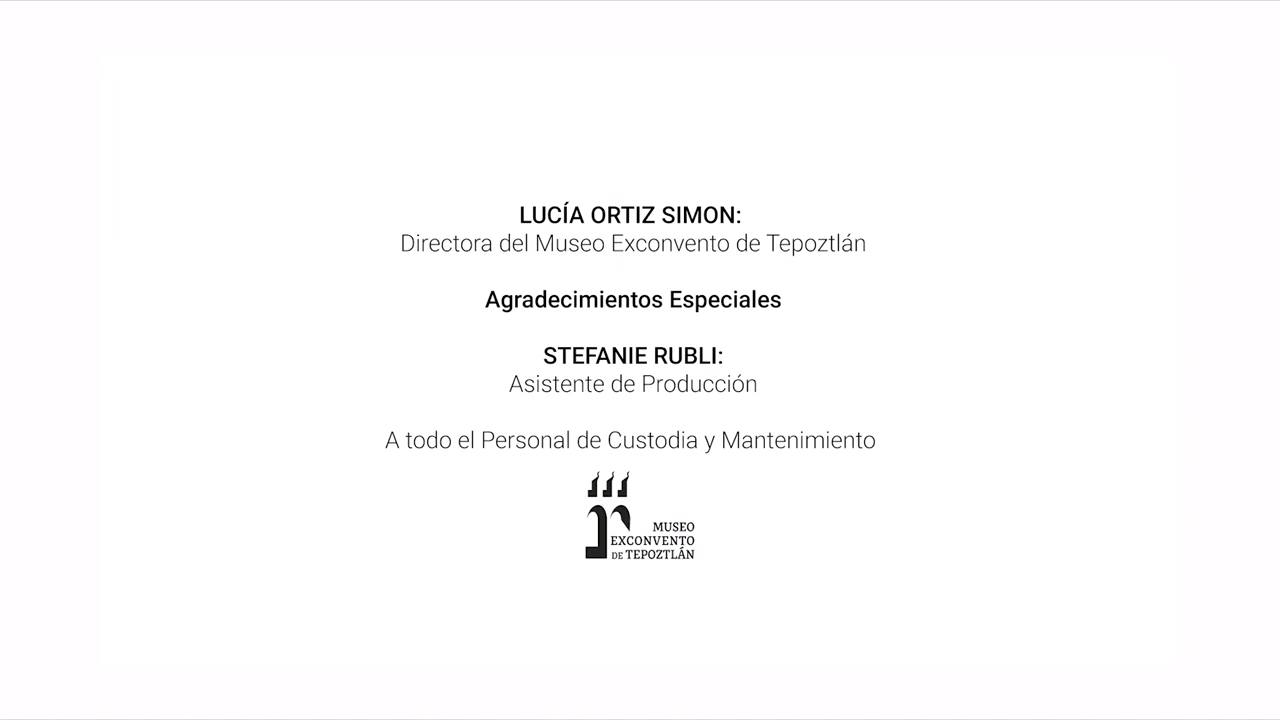 LUCÍA ORTIZ SIMON:
Directora del Museo Exconvento de Tepoztlán
Agradecimientos Especiales
STEFANIE RUBLI:
Asistente de Producción
A todo el Personal de Custodia y Mantenimiento
MUSEO
EXCONVENTO
DE TEPOZTLÁN